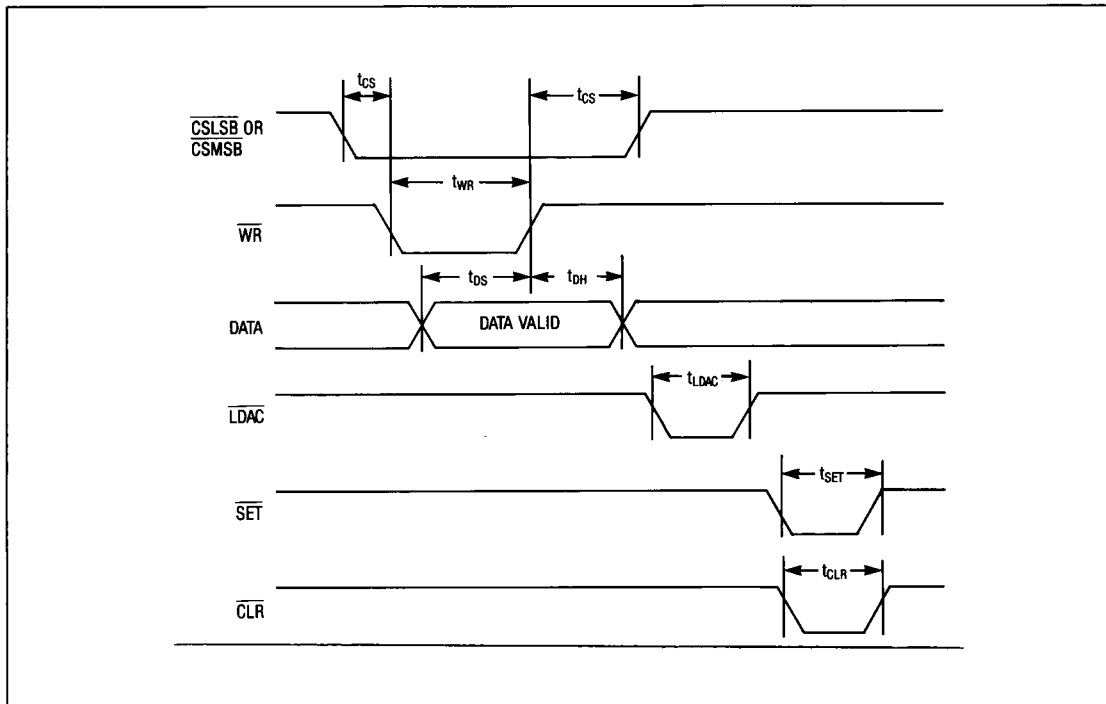 tCS
tCS
CSLSB OR
CSMSB
tWR
WR
tDS
tDH
DATA
DATA VALID
tLDAC
LDAC
tSET
SET
tCLR
CLR